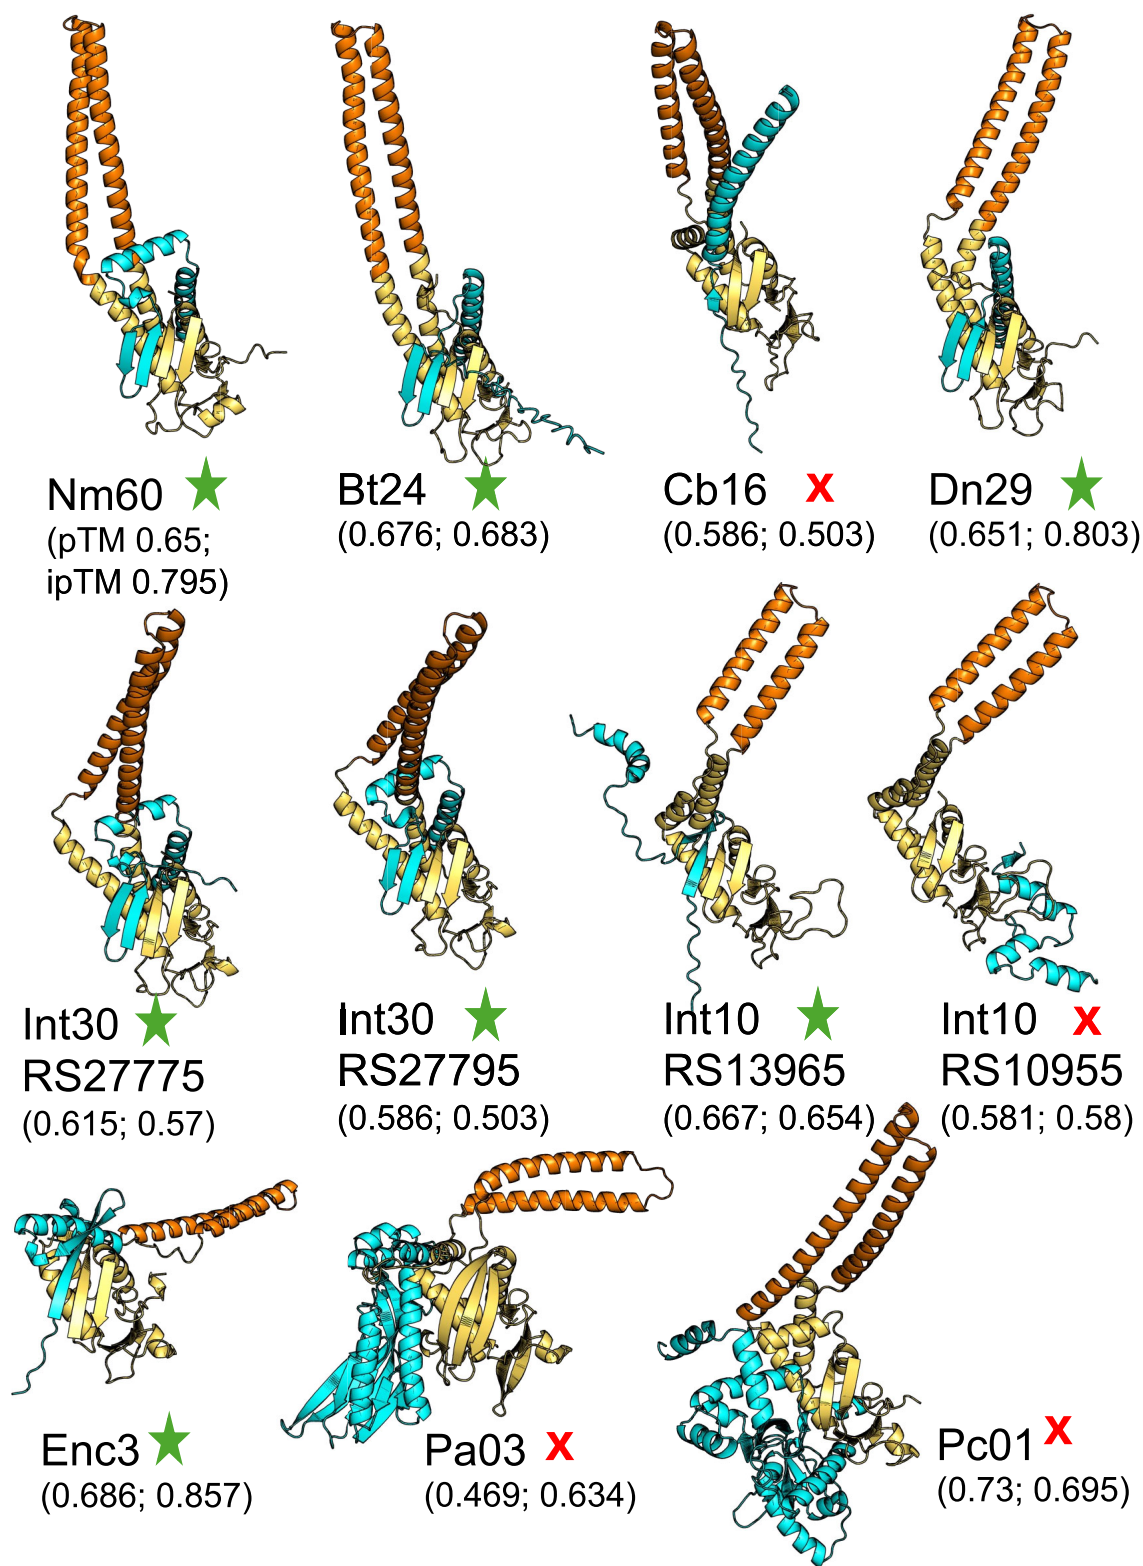 Nm60
(pTM 0.65;
ipTM 0.795)
Bt24
(0.676; 0.683)
Cb16 x
(0.586; 0.503)
Dn29
(0.651; 0.803)
Int30
RS27775
(0.615; 0.57)
Int30
RS27795
(0.586; 0.503)
Int10
RS13965
(0.667; 0.654)
Int10 x
RS10955
(0.581; 0.58)
Enc3
(0.686; 0.857)
Pa03 x
(0.469; 0.634)
Pc01 x
(0.73; 0.695)